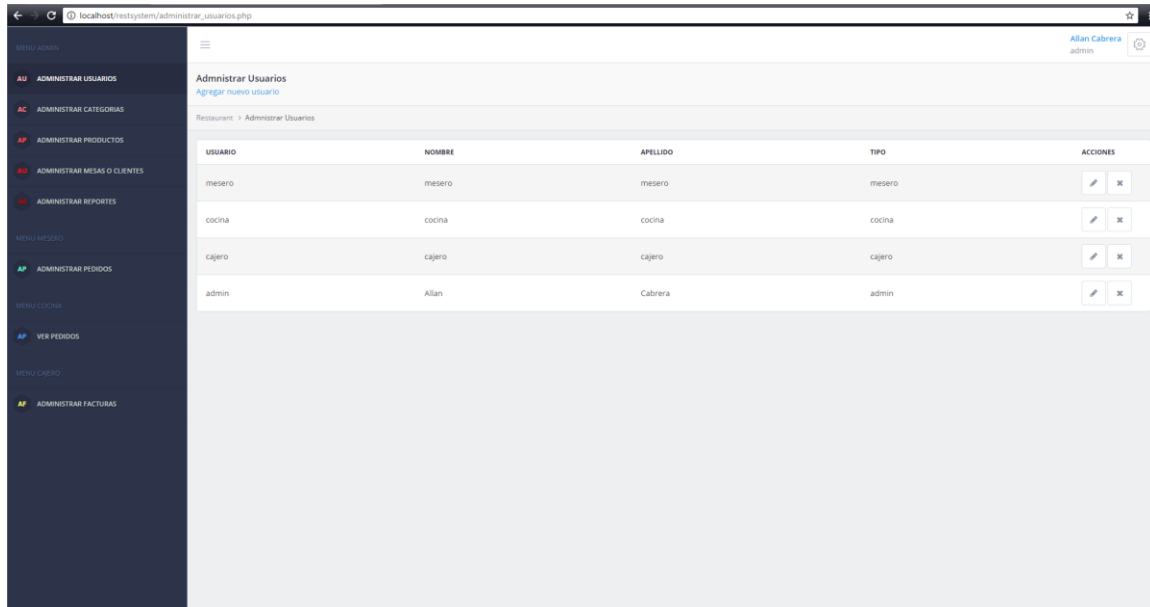 localhost/restsystem/administrar_usuarios.php
MENU ADMIN
AU ADMINISTRAR USUARIOS
AC ADMINISTRAR CATEGORIAS
AP ADMINISTRAR PRODUCTOS
AU ADMINISTRAR MESAS O CLIENTES
ADMINISTRAR REPORTES
MENU MESERO
AP ADMINISTRAR PEDIDOS
MENU COCINA
AP VER PEDIDOS
MENU CAJERO
AF ADMINISTRAR FACTURAS
Allan Cabrera
admin
Admnistrar Usuarios
Agregar nuevo usuario
Restaurant > Admnistrar Usuarios
USUARIO NOMBRE APELLIDO TIPO ACCIONES
mesero mesero mesero mesero
cocina cocina cocina cocina
cajero cajero cajero cajero
admin Allan Cabrera admin